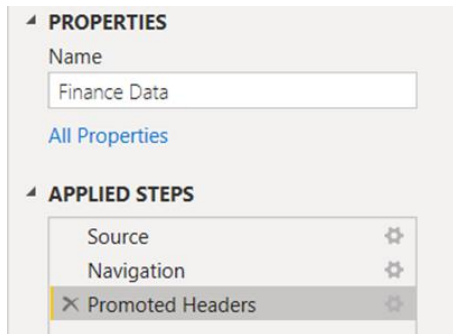 PROPERTIES
Name
Finance Data
All Properties
APPLIED STEPS
Source
Navigation
Promoted Headers